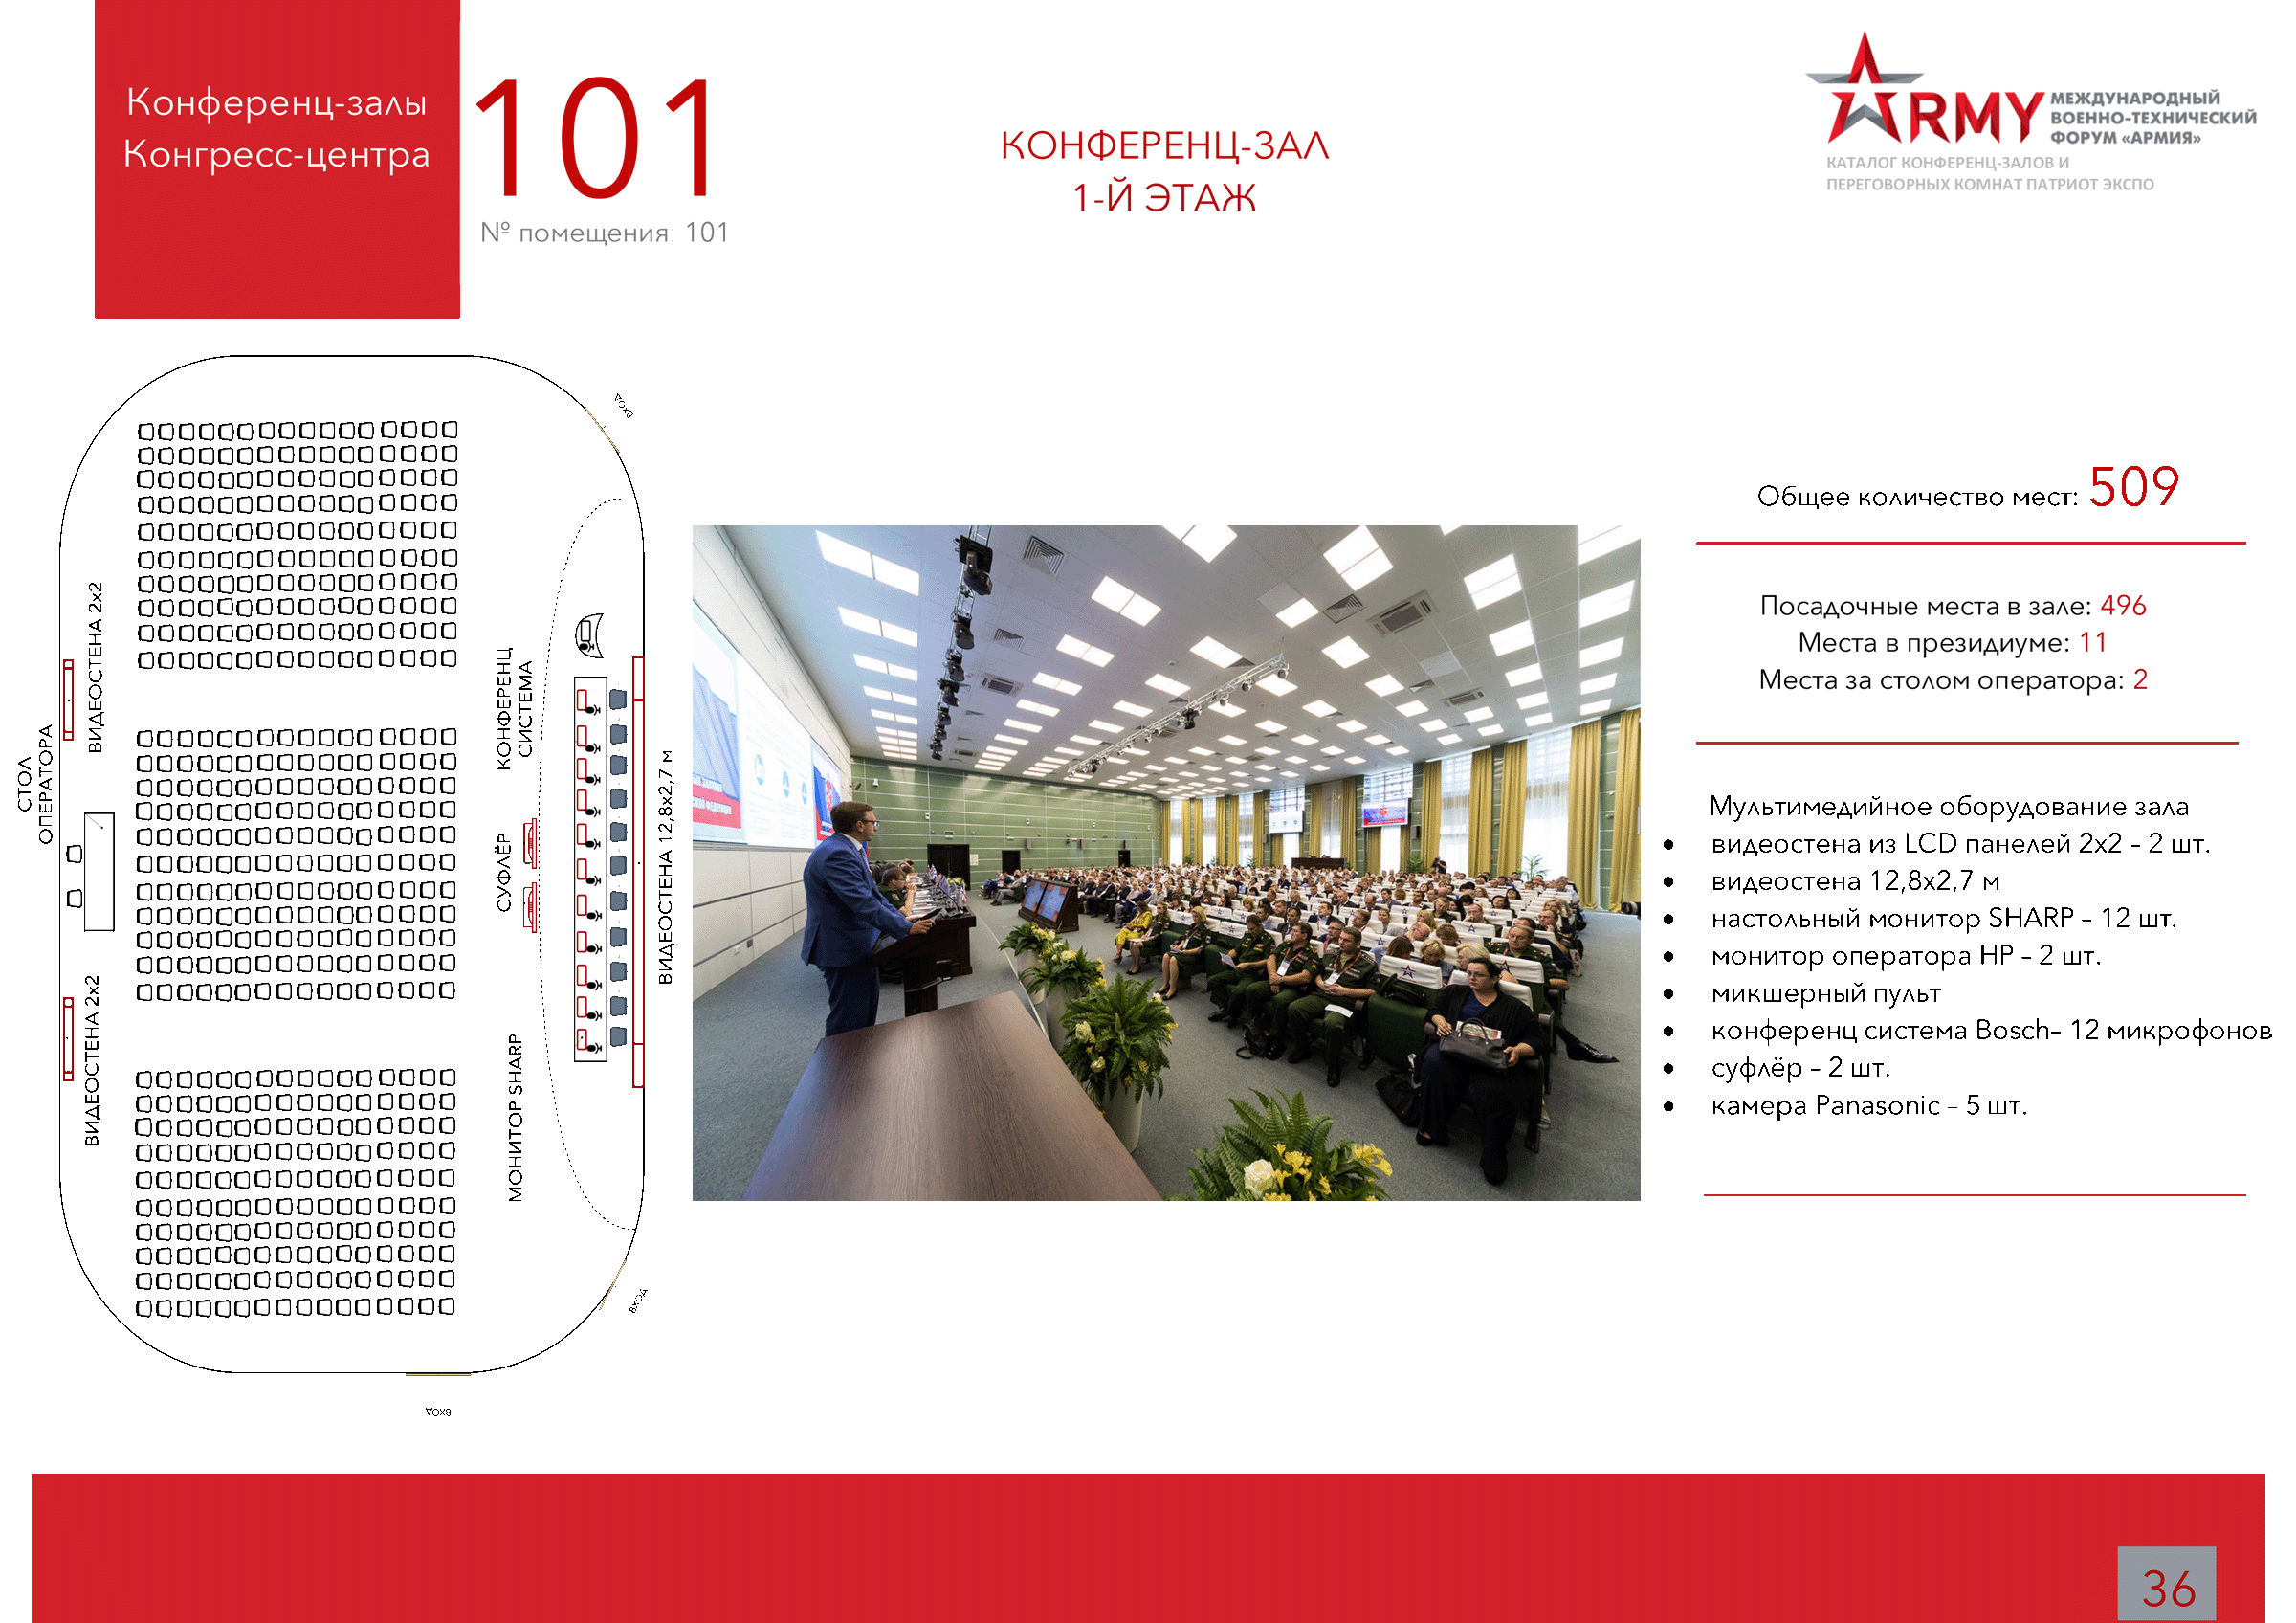 Конференц-залы
Конгресс-центра
101
№ помещения: 101
КОНФЕРЕНЦ-ЗАЛ
1-Й ЭТАЖ
ARMY
МЕЖДУНАРОДНЫЙ
ВОЕННО-ТЕХНИЧЕСКИЙ
ФОРУМ «АРМИЯ»
КАТАЛОГ КОНФЕРЕНЦ-ЗАЛОВ И
ПЕРЕГОВОРНЫХ КОМНАТ ПАТРИОТ ЭКСПО
ВХОД
ВИДЕОСТЕНА 2х2
СТОЛ
ОПЕРАТОРА
ВИДЕОСТЕНА 2х2
КОНФЕРЕНЦ
СИСТЕМА
СУФЛЁР
МОНИТОР SHARP
ВИДЕОСТЕНА 12,8х2,7 м
ВХОД
ВХОД
Общее количество мест: 509
Посадочные места в зале: 496
Места в президиуме: 11
Места за столом оператора: 2
Мультимедийное оборудование зала
• видеостена из LCD панелей 2х2 – 2 шт.
• видеостена 12,8х2,7 м
• настольный монитор SHARP – 12 шт.
• монитор оператора HP – 2 шт.
• микшерный пульт
• конференц система Bosch– 12 микрофонов
• суфлёр – 2 шт.
• камера Panasonic – 5 шт.
36